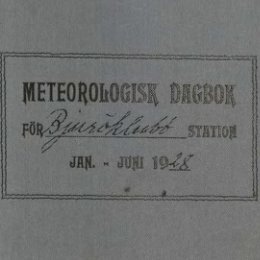 METEOROLOGISK DAGBOK
FÖR Bjuröklubb STATION
JAN. - JUNI 1928